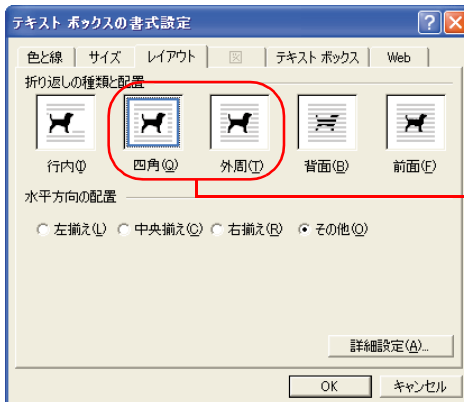 テキスト ボックスの書式設定
色と線 サイズ レイアウト 図 テキスト ボックス Web
折り返しの種類と配置
行内(I) 四角(Q) 外周(T) 背面(B) 前面(F)
水平方向の配置
左揃え(L) 中央揃え(C) 右揃え(R) その他(O)
詳細設定(A)...
OK キャンセル